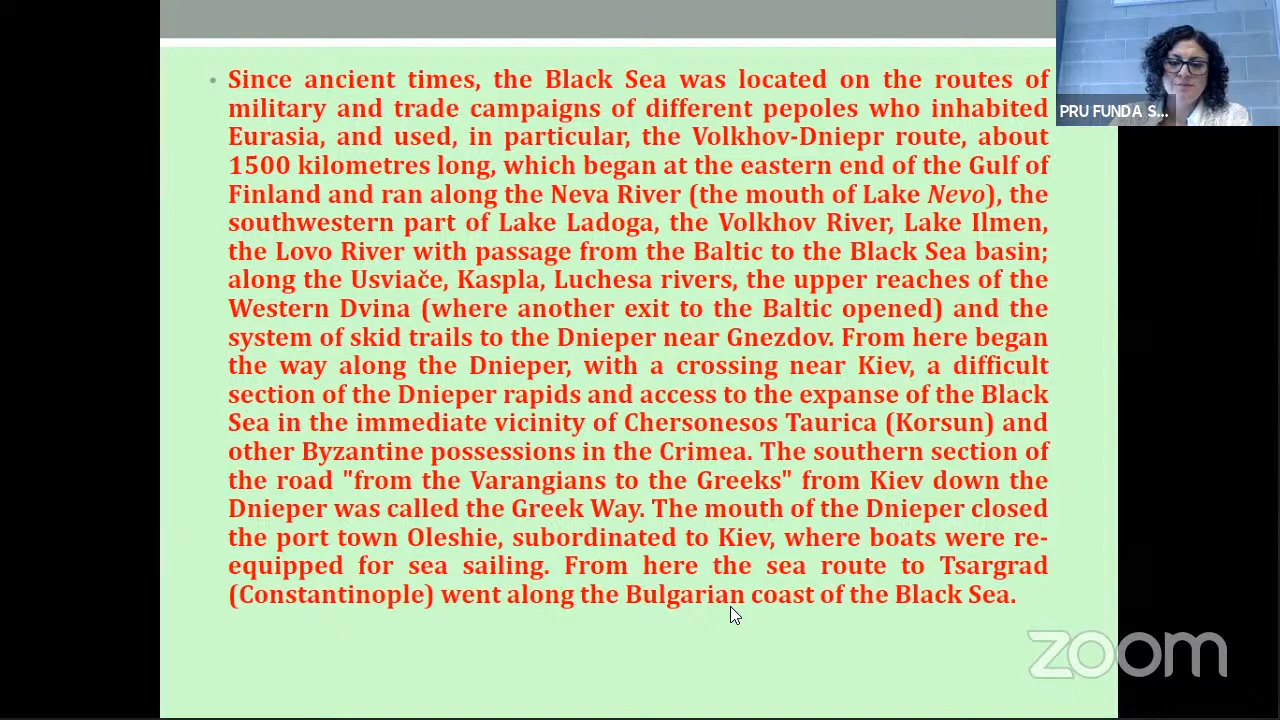 Since ancient times, the Black Sea was located on the routes of
military and trade campaigns of different pepoles who inhabited
Eurasia, and used, in particular, the Volkhov-Dniepr route, about
1500 kilometres long, which began at the eastern end of the Gulf of
Finland and ran along the Neva River (the mouth of Lake Nevo), the
southwestern part of Lake Ladoga, the Volkhov River, Lake Ilmen,
the Lovo River with passage from the Baltic to the Black Sea basin;
along the Usviače, Kaspla, Luchesa rivers, the upper reaches of the
Western Dvina (where another exit to the Baltic opened) and the
system of skid trails to the Dnieper near Gnezdov. From here began
the way along the Dnieper, with a crossing near Kiev, a difficult
section of the Dnieper rapids and access to the expanse of the Black
Sea in the immediate vicinity of Chersonesos Taurica (Korsun) and
other Byzantine possessions in the Crimea. The southern section of
the road "from the Varangians to the Greeks" from Kiev down the
Dnieper was called the Greek Way. The mouth of the Dnieper closed
the port town Oleshie, subordinated to Kiev, where boats were re-
equipped for sea sailing. From here the sea route to Tsargrad
(Constantinople) went along the Bulgarian coast of the Black Sea.
PRU FUNDA S...
zoom